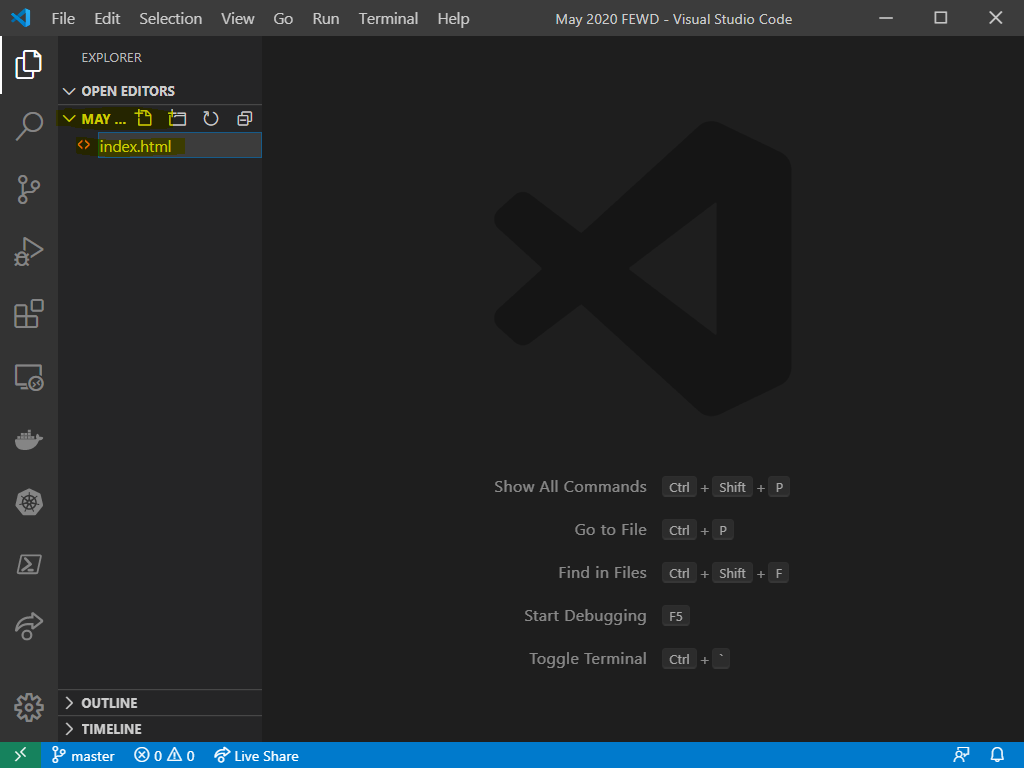 File Edit Selection View Go Run Terminal Help May 2020 FEWD - Visual Studio Code
EXPLORER
OPEN EDITORS
MAY ...
index.html
Show All Commands Ctrl + Shift + P
Go to File Ctrl + P
Find in Files Ctrl + Shift + F
Start Debugging F5
Toggle Terminal Ctrl + `
OUTLINE
TIMELINE
master 0 0 Live Share